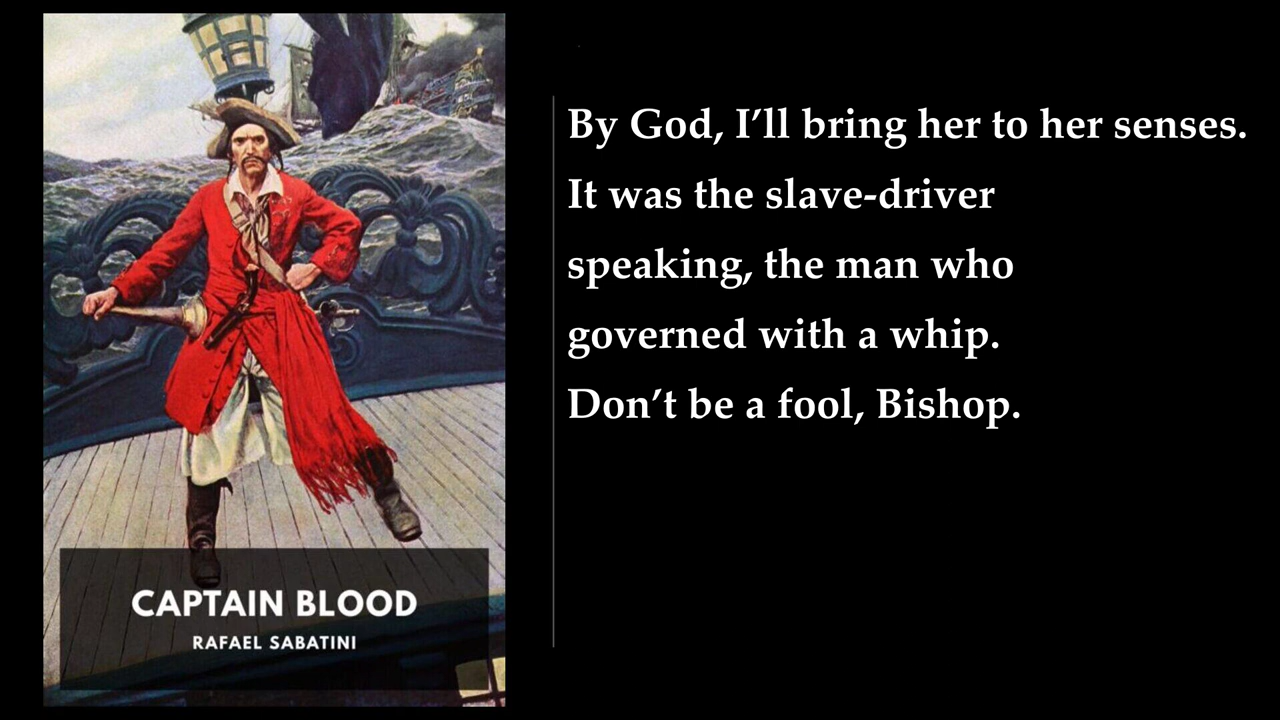 CAPTAIN BLOOD
RAFAEL SABATINI
By God, I’ll bring her to her senses.
It was the slave-driver
speaking, the man who
governed with a whip.
Don’t be a fool, Bishop.